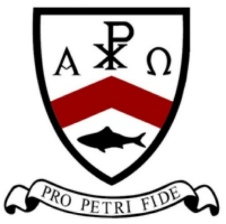 Α ☧ Ω
PRO PETRI FIDE